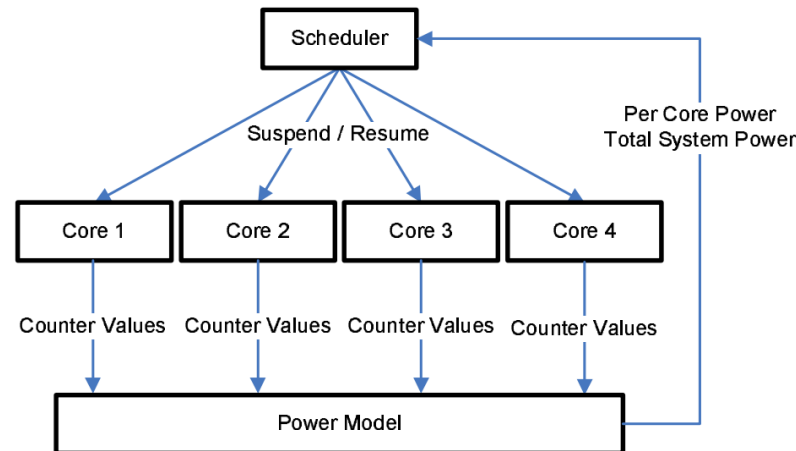 Scheduler
Per Core Power
Total System Power
Suspend / Resume
Core 1
Core 2
Core 3
Core 4
Counter Values
Counter Values
Counter Values
Counter Values
Power Model